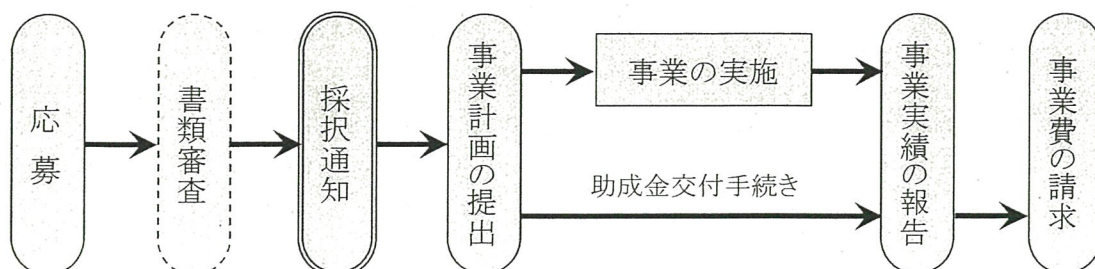 応募
書類審査
採択通知
事業計画の提出
事業の実施
助成金交付手続き
事業実績の報告
事業費の請求